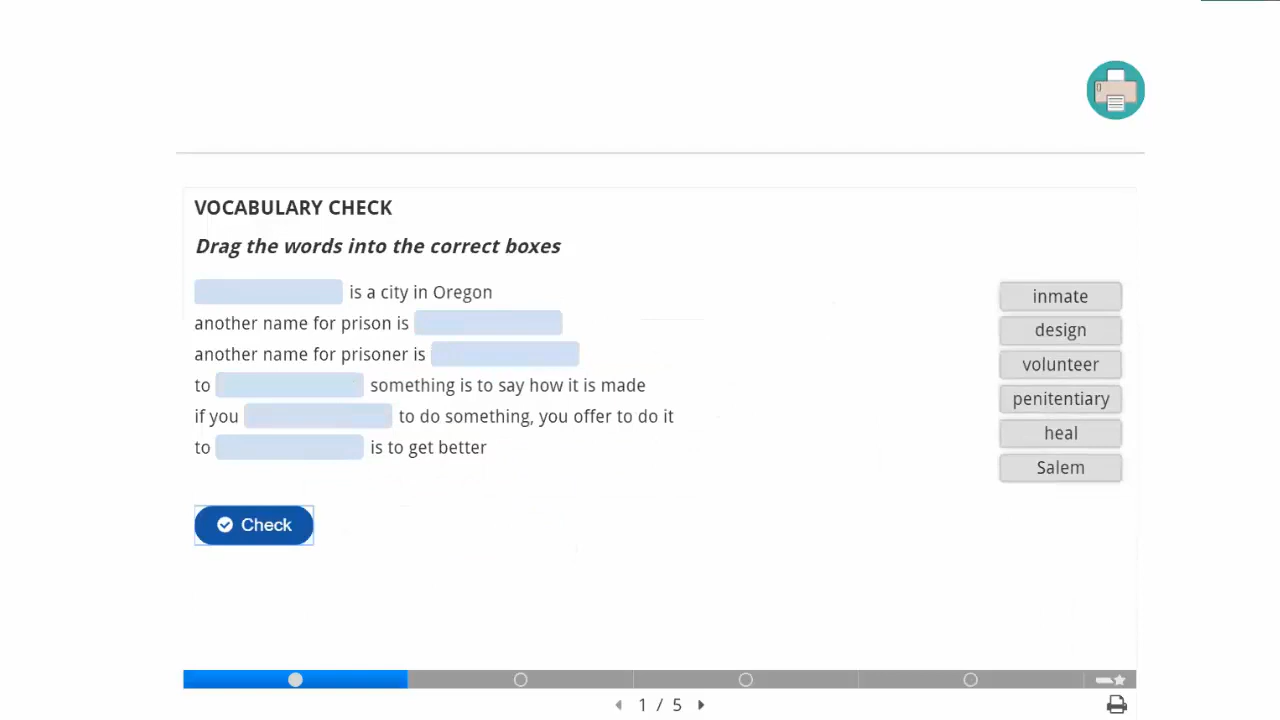 VOCABULARY CHECK
Drag the words into the correct boxes
is a city in Oregon
another name for prison is
another name for prisoner is
to something is to say how it is made
if you to do something, you offer to do it
to is to get better
inmate
design
volunteer
penitentiary
heal
Salem
Check
1 / 5